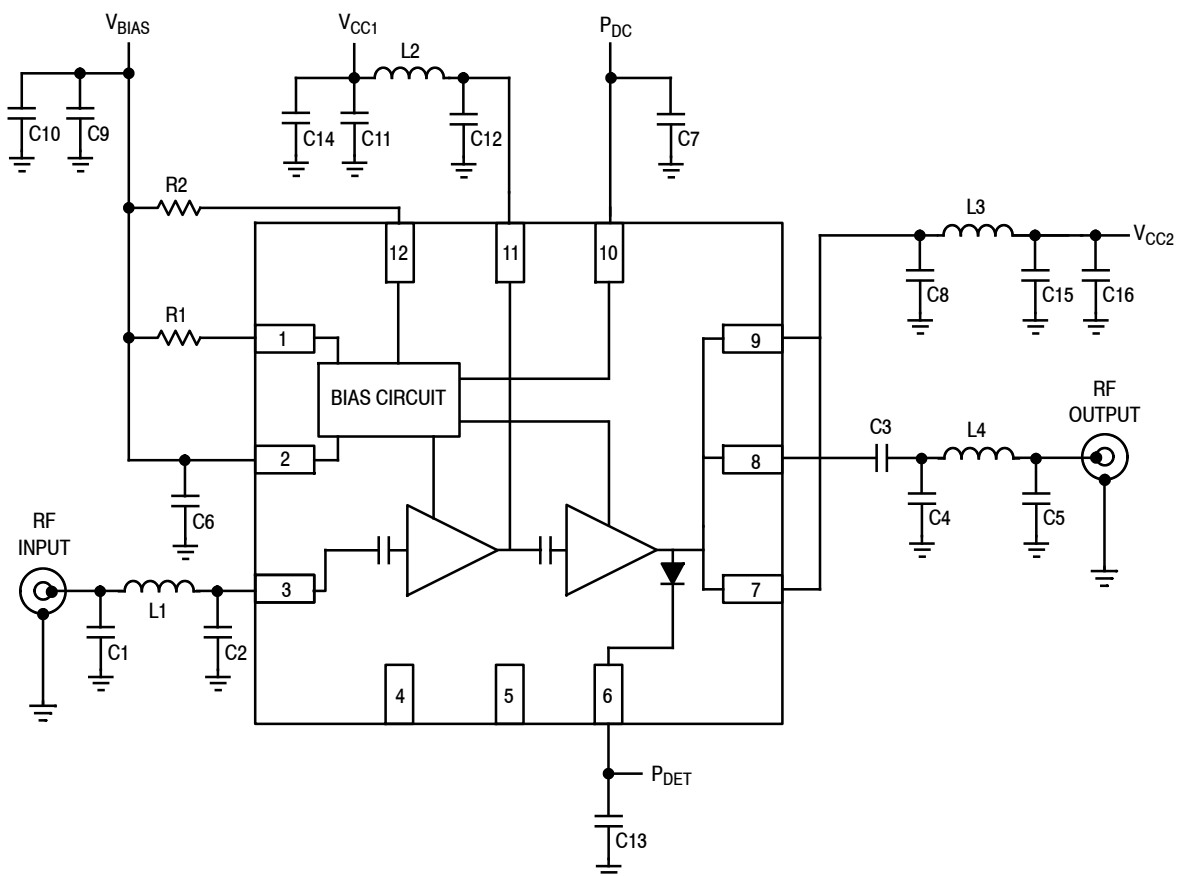 VBIAS
VCC1
L2
PDC
C10
C9
C14
C11
C12
C7
R2
L3
VCC2
12
11
10
C8
C15
C16
R1
1
9
BIAS CIRCUIT
RF
OUTPUT
C3
L4
2
8
C6
C4
C5
RF
INPUT
3
7
L1
C1
C2
4
5
6
PDET
C13